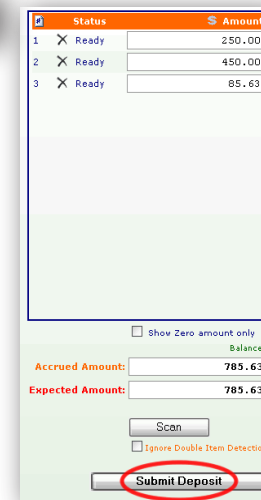 # Status S Amount
1 X Ready 250.00
2 X Ready 450.00
3 X Ready 85.63
Show Zero amount only
Balance
Accrued Amount: 785.63
Expected Amount: 785.63
Scan
Ignore Double Item Detectio
Submit Deposit